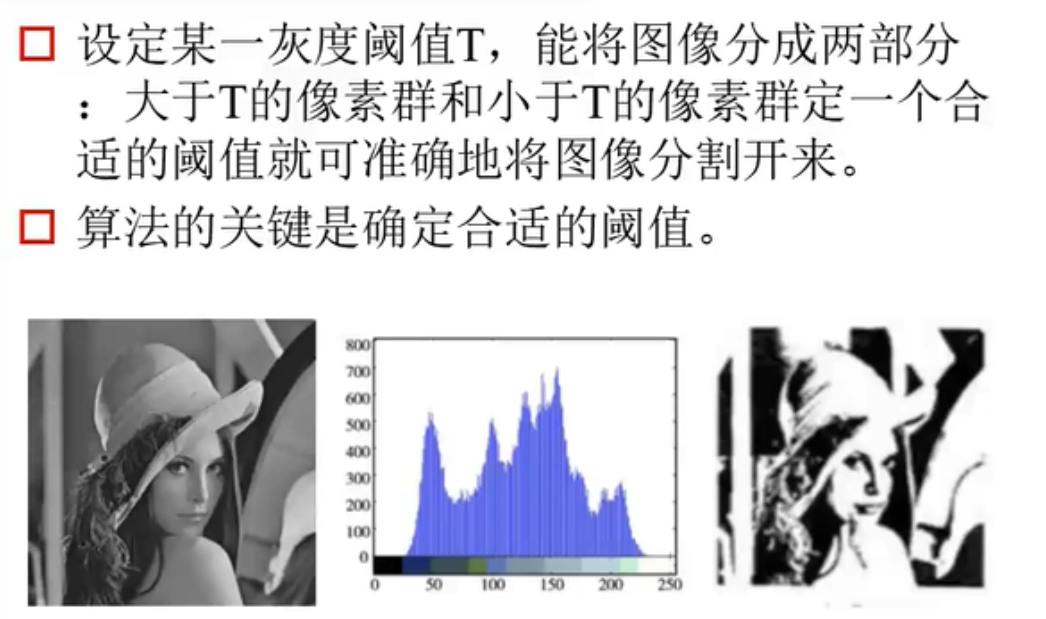 设定某一灰度阈值T，能将图像分成两部分
：大于T的像素群和小于T的像素群定一个合
适的阈值就可准确地将图像分割开来。
算法的关键是确定合适的阈值。
800
700
600
500
400
300
200
100
0
0 50 100 150 200 250